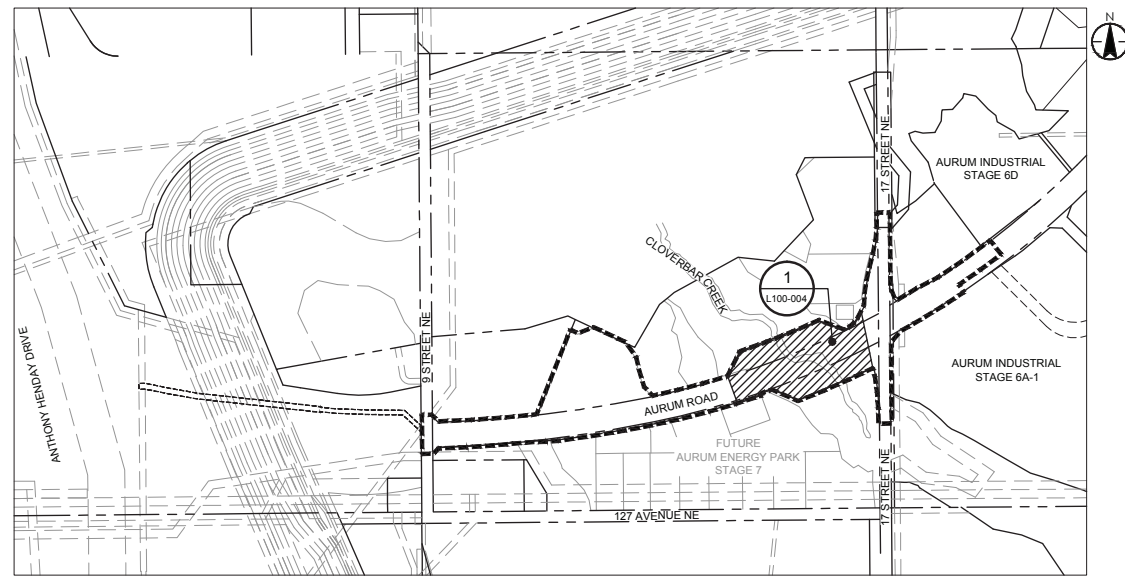 N
17 STREET NE
AURUM INDUSTRIAL
STAGE 6D
CLOVERBAR CREEK
1
L100-004
ANTHONY HENDAY DRIVE
9 STREET NE
AURUM INDUSTRIAL
STAGE 6A-1
AURUM ROAD
FUTURE
AURUM ENERGY PARK
STAGE 7
17 STREET NE
127 AVENUE NE